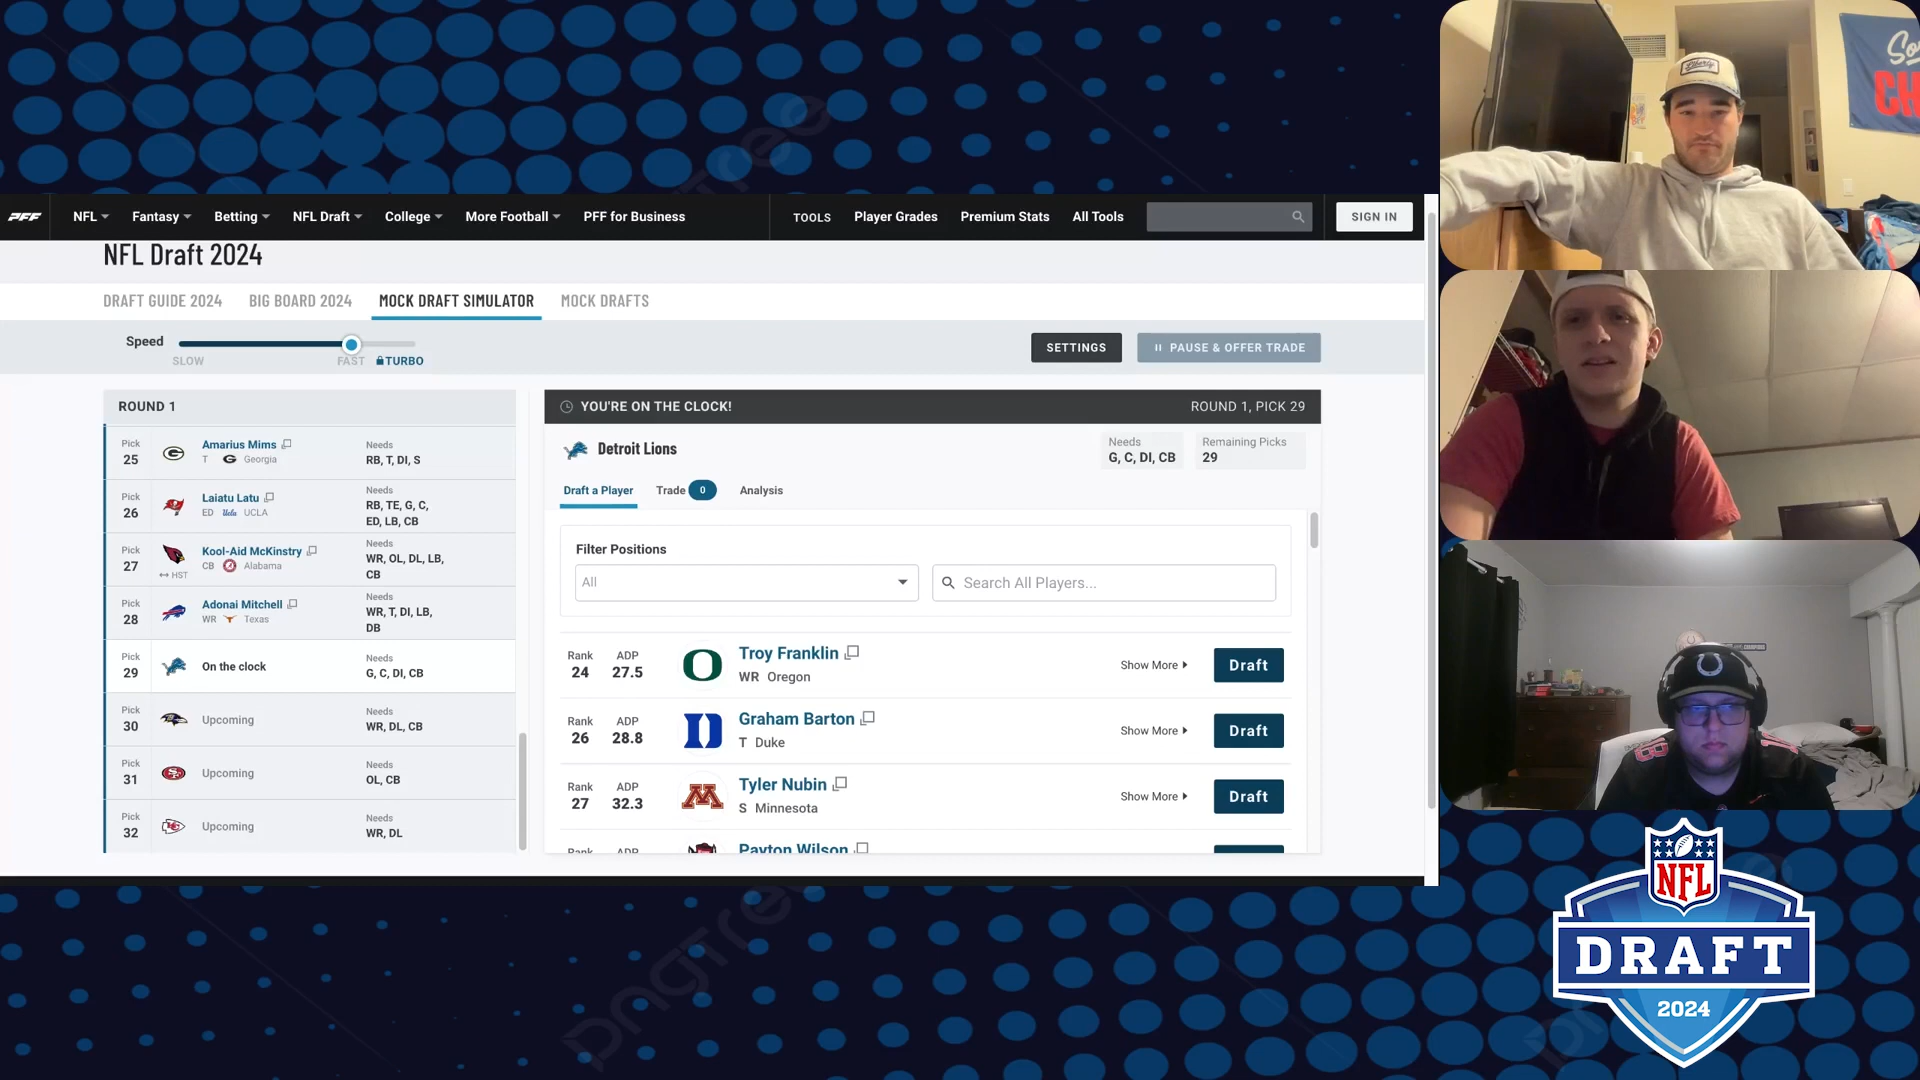 PFF
NFL
Fantasy
Betting
NFL Draft
College
More Football
PFF for Business
TOOLS
Player Grades
Premium Stats
All Tools
SIGN IN
NFL Draft 2024
DRAFT GUIDE 2024
BIG BOARD 2024
MOCK DRAFT SIMULATOR
MOCK DRAFTS
Speed
SLOW
FAST
TURBO
SETTINGS
PAUSE & OFFER TRADE
ROUND 1
Pick
25
Amarius Mims
T Georgia
Needs
RB, T, DI, S
Pick
26
Laiatu Latu
ED Ucla UCLA
Needs
RB, TE, G, C,
ED, LB, CB
Pick
27
HST
Kool-Aid McKinstry
CB Alabama
Needs
WR, OL, DL, LB,
CB
Pick
28
Adonai Mitchell
WR Texas
Needs
WR, T, DI, LB,
DB
Pick
29
On the clock
Needs
G, C, DI, CB
Pick
30
Upcoming
Needs
WR, DL, CB
Pick
31
Upcoming
Needs
OL, CB
Pick
32
Upcoming
Needs
WR, DL
YOU'RE ON THE CLOCK!
ROUND 1, PICK 29
Detroit Lions
Needs
G, C, DI, CB
Remaining Picks
29
Draft a Player
Trade 0
Analysis
Filter Positions
All
Search All Players...
Rank
24
ADP
27.5
Troy Franklin
WR Oregon
Show More
Draft
Rank
26
ADP
28.8
Graham Barton
T Duke
Show More
Draft
Rank
27
ADP
32.3
Tyler Nubin
S Minnesota
Show More
Draft
Rank
ADP
Payton Wilson
Liberty
NFL
DRAFT
2024
pngtree